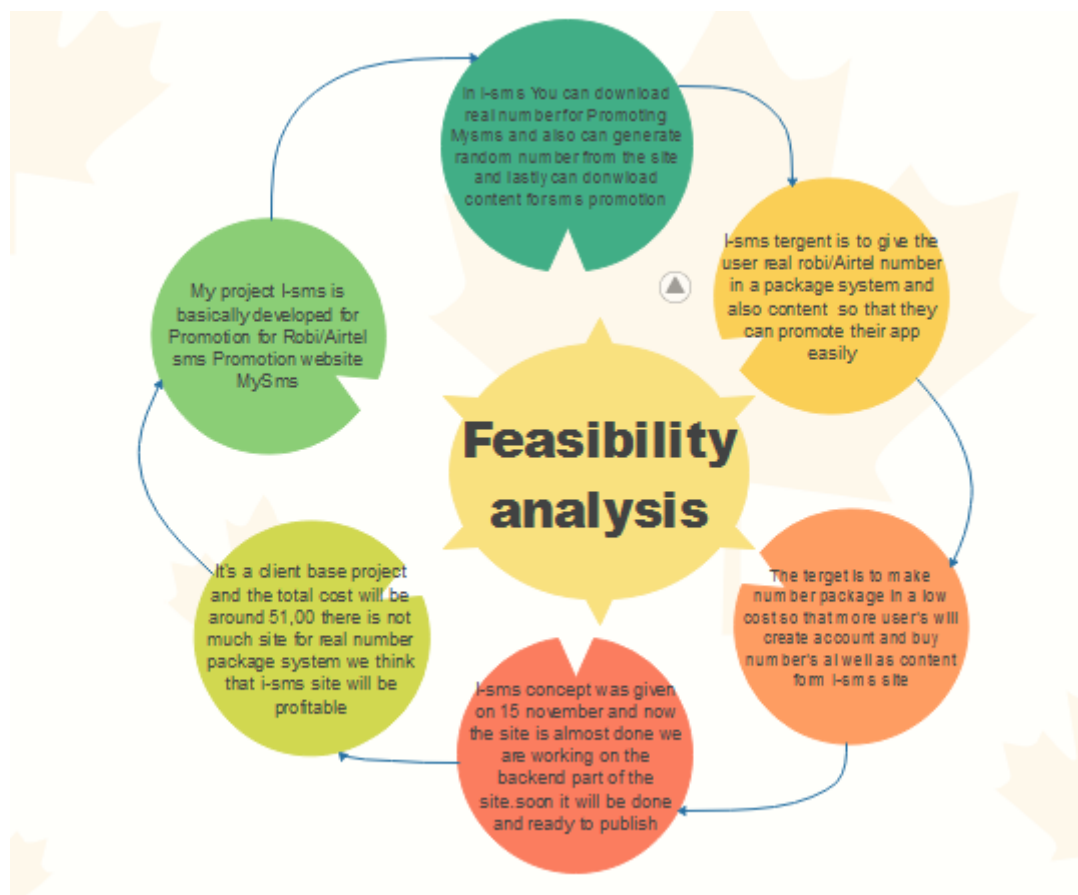 In I-sms You can download
real number for Promoting
Mysms and also can generate
random number from the site
and lastly can donwload
content for sms promotion
I-sms tergent is to give the
user real robi/Airtel number
in a package system and
also content so that they
can promote their app
easily
The terget is to make
number package in a low
cost so that more user's will
create account and buy
number's al well as content
form I-sms site
I-sms concept was given
on 15 november and now
the site is almost done we
are working on the
backend part of the
site.soon it will be done
and ready to publish
It's a client base project
and the total cost will be
around 51,00 there is not
much site for real number
package system we think
that i-sms site will be
profitable
My project I-sms is
basically developed for
Promotion for Robi/Airtel
sms Promotion website
MySms
Feasibility
analysis